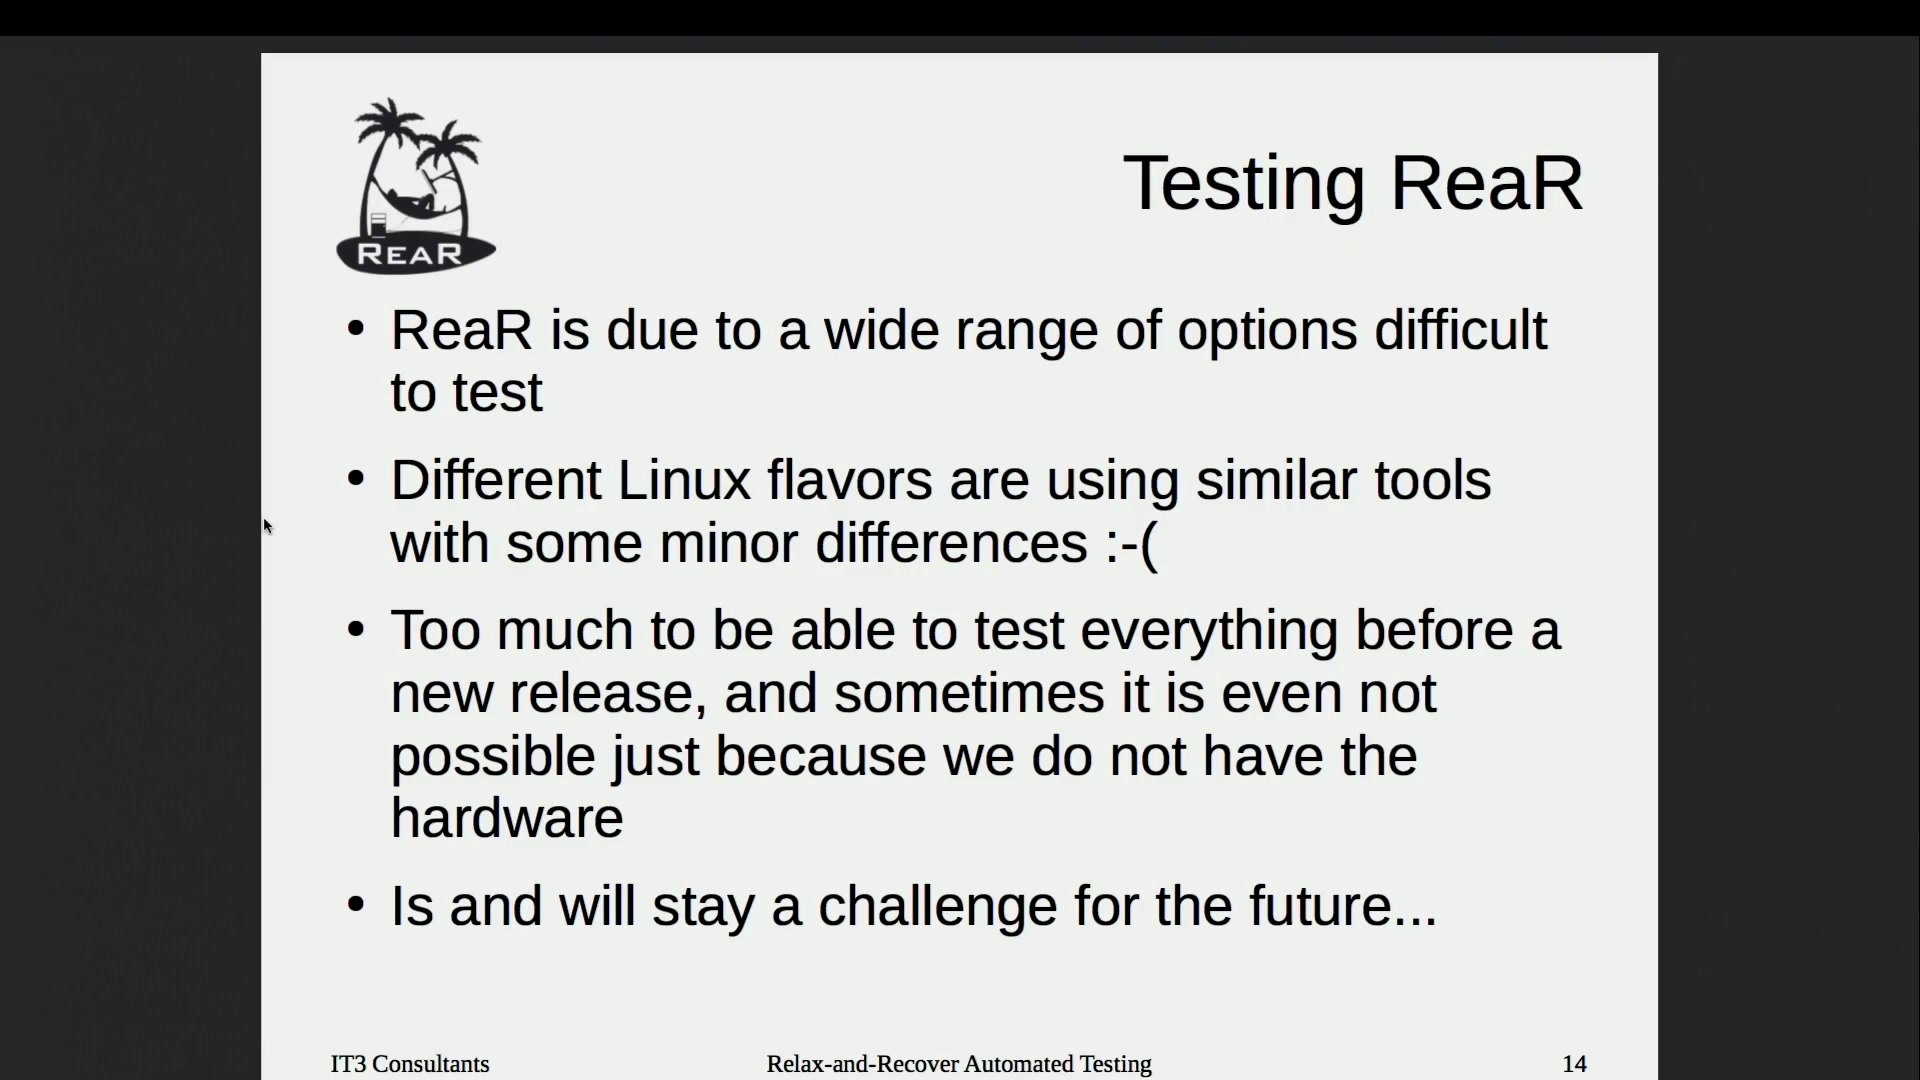 REAR
Testing ReaR
• ReaR is due to a wide range of options difficult
to test
• Different Linux flavors are using similar tools
with some minor differences :-(
• Too much to be able to test everything before a
new release, and sometimes it is even not
possible just because we do not have the
hardware
• Is and will stay a challenge for the future...
IT3 Consultants
Relax-and-Recover Automated Testing
14